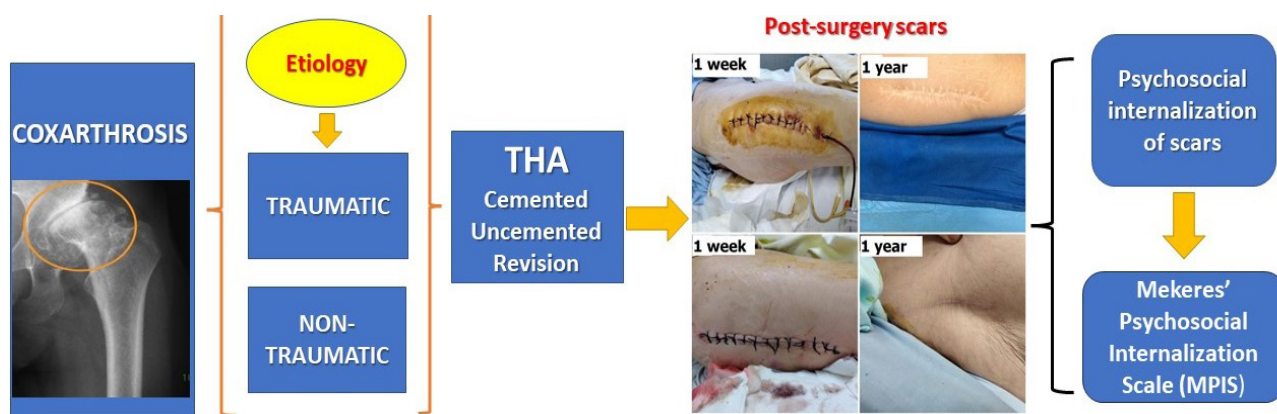 COXARTHROSIS
Etiology
TRAUMATIC
NON-
TRAUMATIC
THA
Cemented
Uncemented
Revision
Post-surgery scars
1 week
1 year
1 week
1 year
Psychosocial
internalization
of scars
Mekeres’
Psychosocial
Internalization
Scale (MPIS)